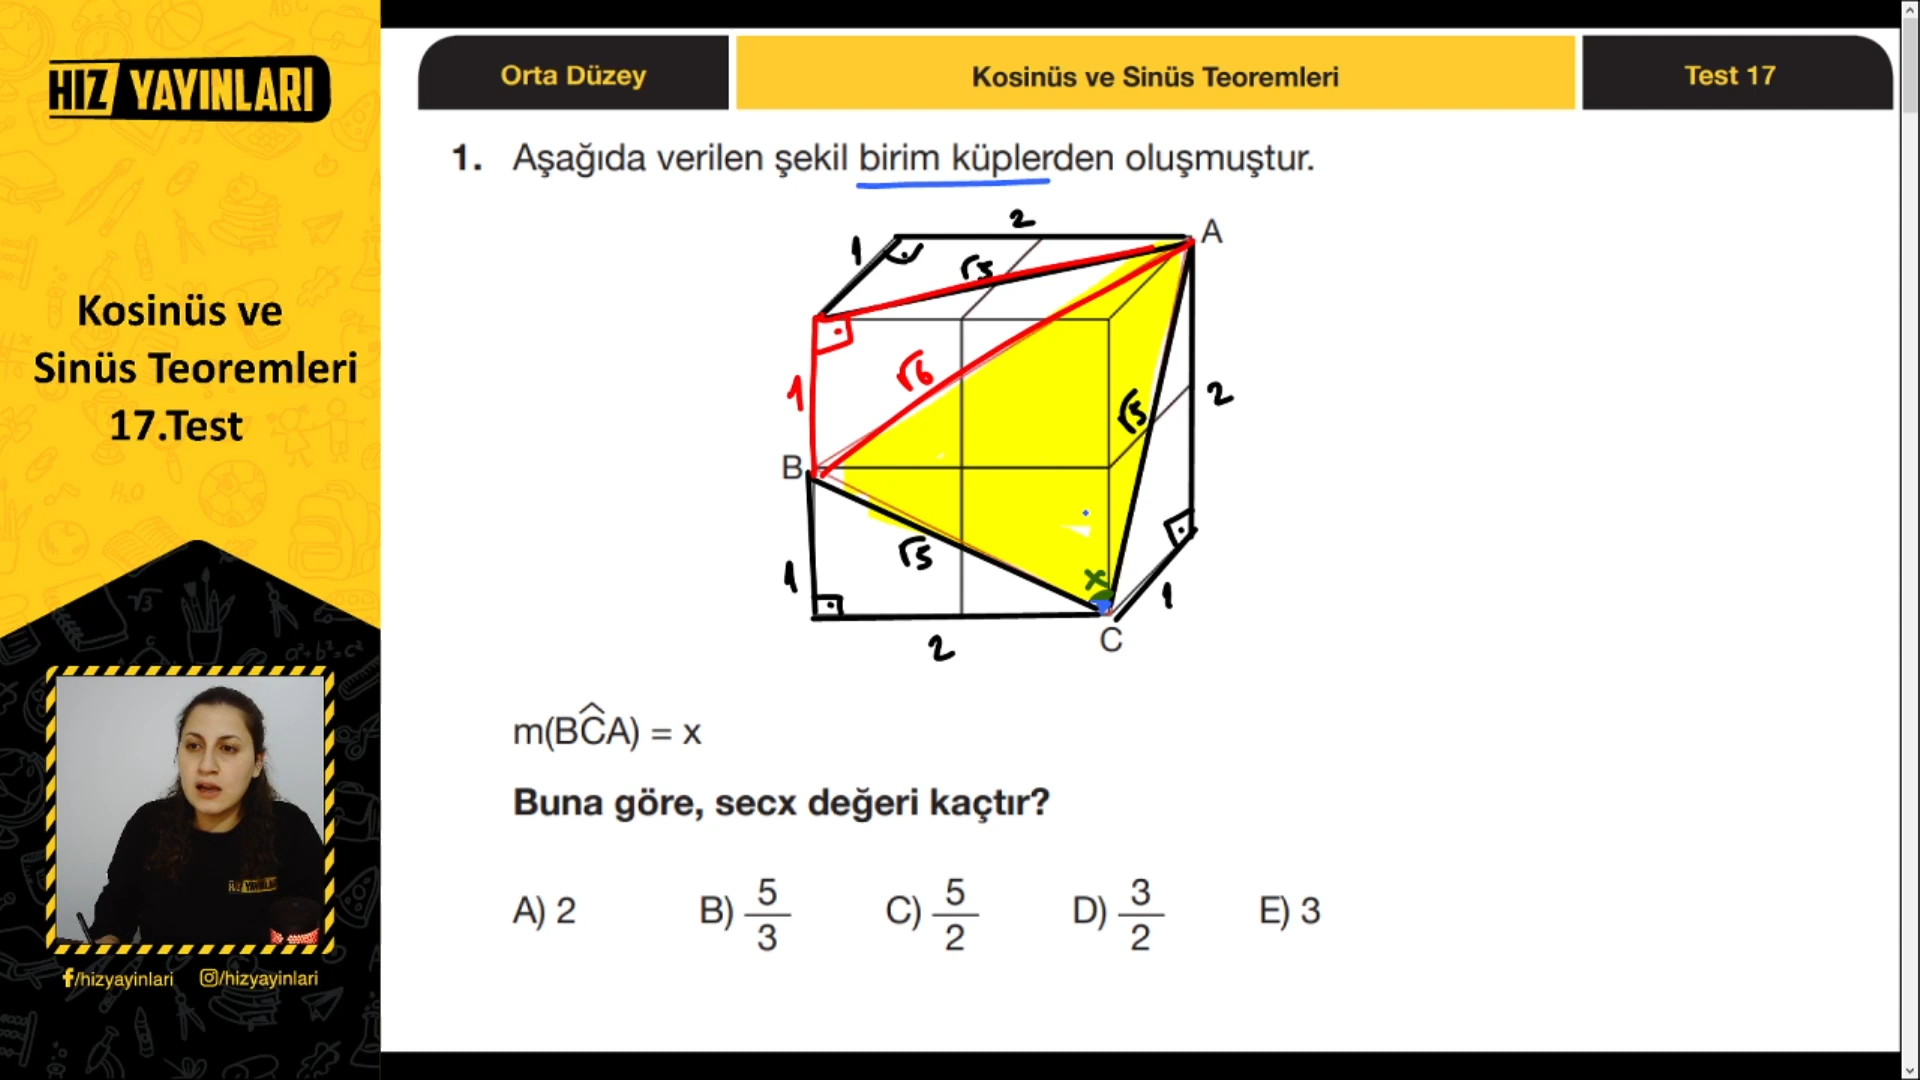 HIZ YAYINLARI
Kosinüs ve
Sinüs Teoremleri
17.Test
f/hizyayinlari /hizyayinlari
Orta Düzey Kosinüs ve Sinüs Teoremleri Test 17
1. Aşağıda verilen şekil birim küplerden oluşmuştur.
2
A
1
√5
√6
1
√5
2
B
√5
x
1
1
2
C
m(BĈA) = x
Buna göre, secx değeri kaçtır?
A) 2 B) 5/3 C) 5/2 D) 3/2 E) 3